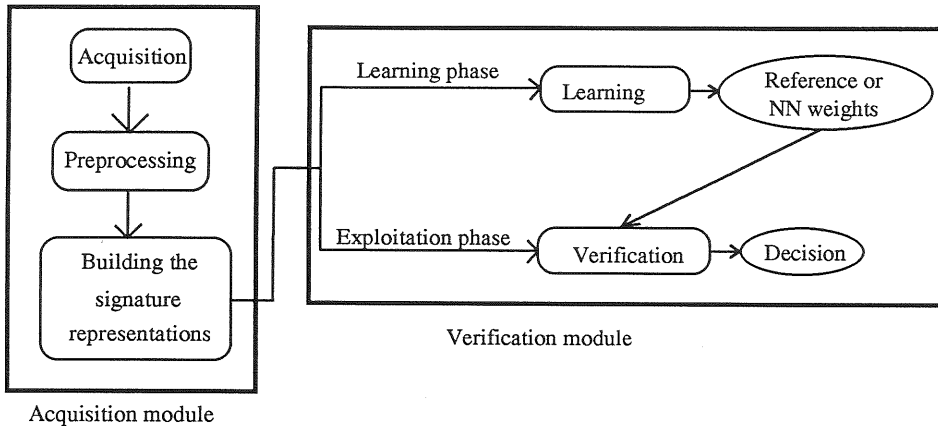 Acquisition
Preprocessing
Building the
signature
representations
Acquisition module
Learning phase
Learning
Reference or
NN weights
Exploitation phase
Verification
Decision
Verification module